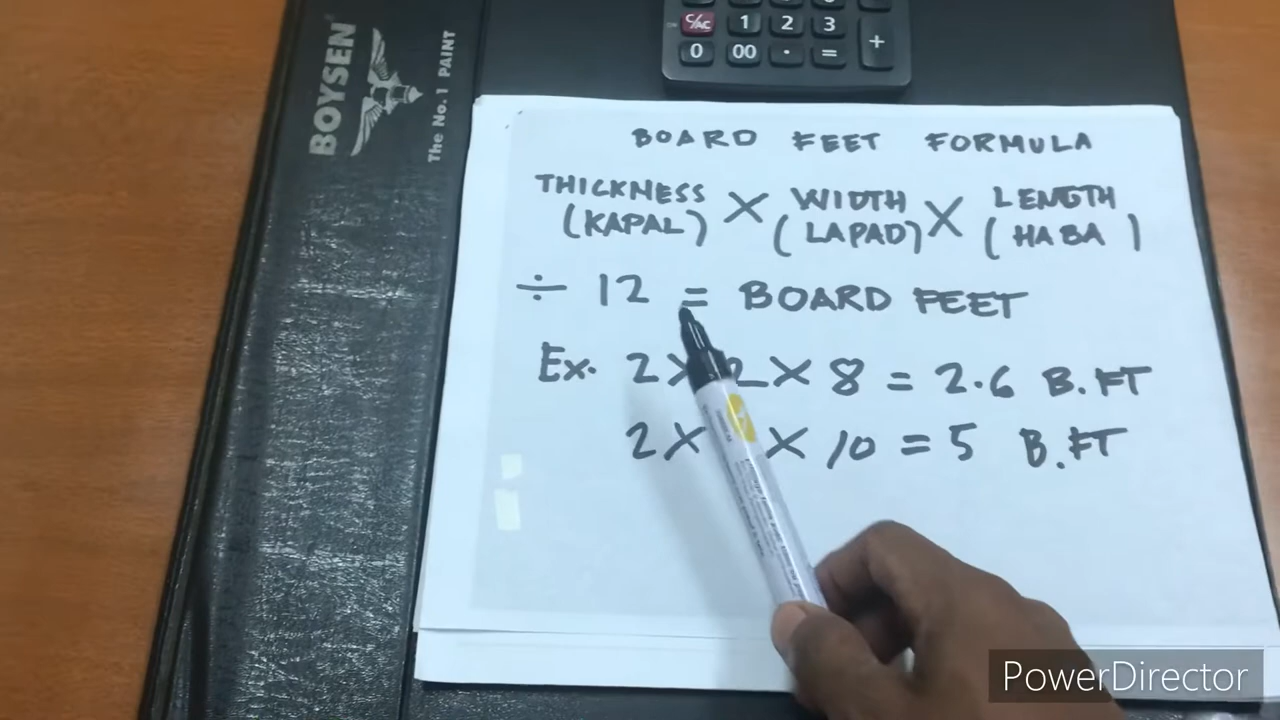 BOYSEN
The No. 1 PAINT
C/AC 1 2 3
0 00 · = +
BOARD FEET FORMULA
THICKNESS X WIDTH X LENGTH
(KAPAL) (LAPAD) (HABA)
÷ 12 = BOARD FEET
Ex. 2 X 2 X 8 = 2.6 B.FT
2 X X 10 = 5 B.FT
PowerDirector